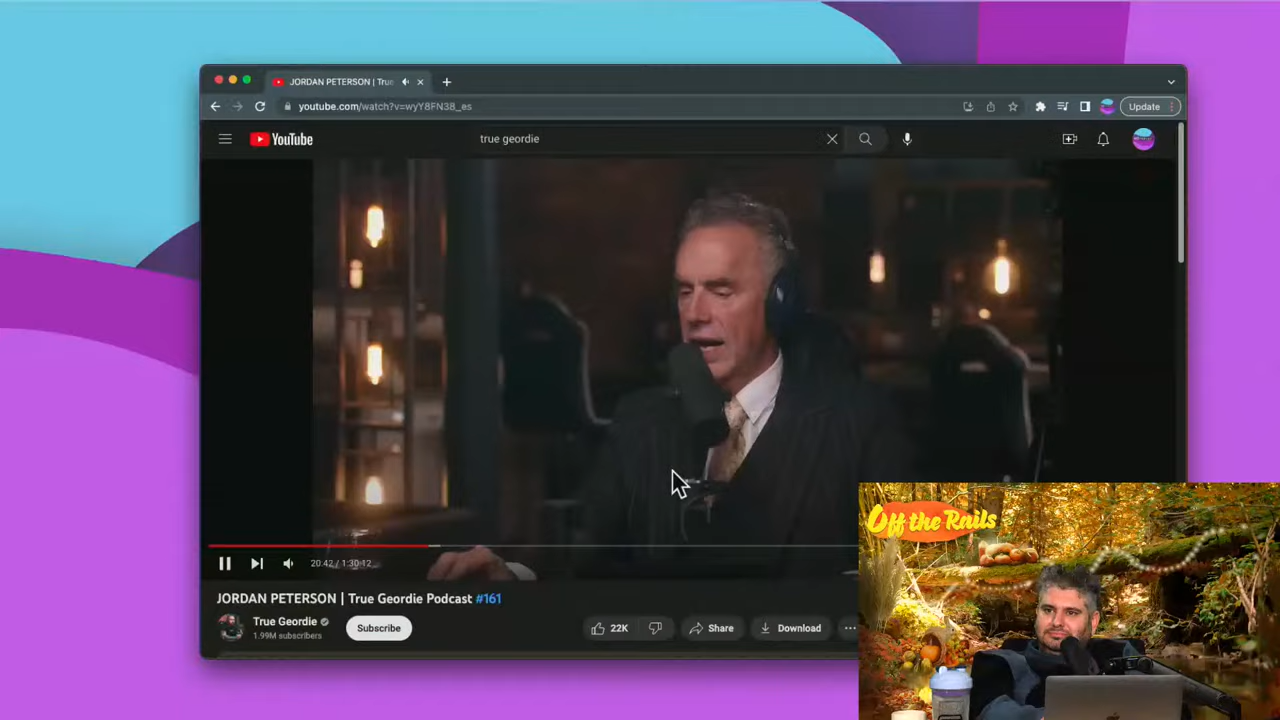 JORDAN PETERSON | Tru
youtube.com/watch?v=wyY8FN38_es
Update
YouTube
true geordie
20:42 / 1:30:12
JORDAN PETERSON | True Geordie Podcast #161
True Geordie
1.99M subscribers
Subscribe
22K
Share
Download
Off the Rails